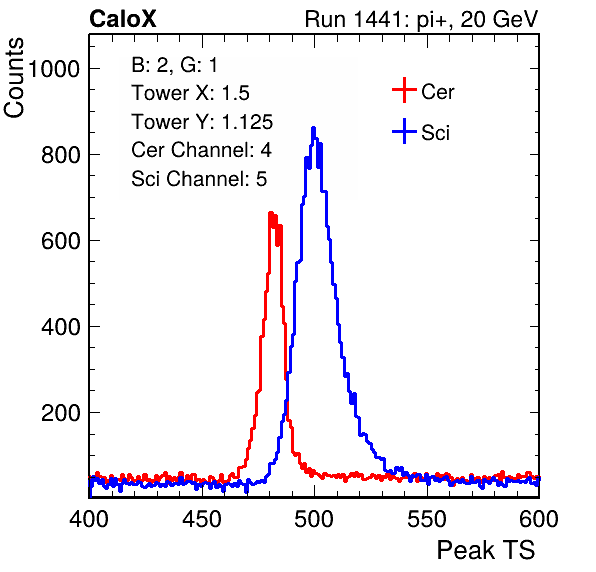 CaloX Run 1441: pi+, 20 GeV
Counts
B: 2, G: 1
Tower X: 1.5
Tower Y: 1.125
Cer Channel: 4
Sci Channel: 5
Cer
Sci
1000
800
600
400
200
400 450 500 550 600
Peak TS